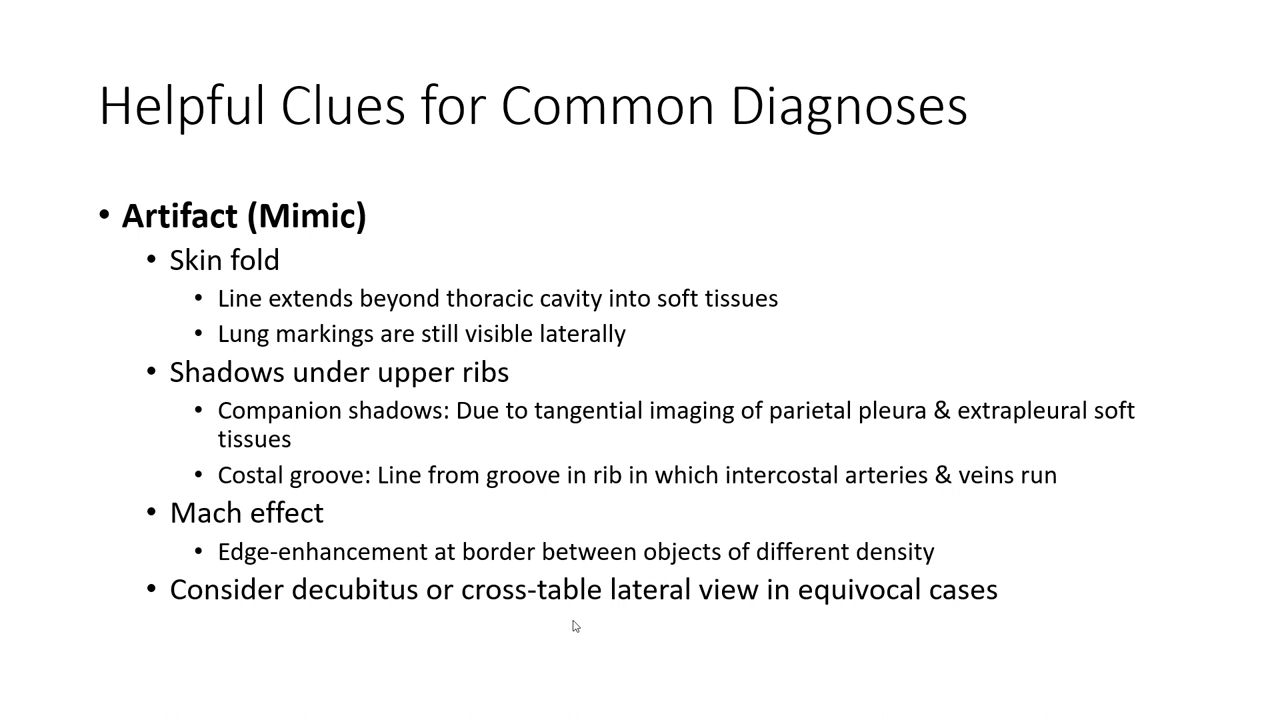 Helpful Clues for Common Diagnoses
• Artifact (Mimic)
• Skin fold
• Line extends beyond thoracic cavity into soft tissues
• Lung markings are still visible laterally
• Shadows under upper ribs
• Companion shadows: Due to tangential imaging of parietal pleura & extrapleural soft
tissues
• Costal groove: Line from groove in rib in which intercostal arteries & veins run
• Mach effect
• Edge-enhancement at border between objects of different density
• Consider decubitus or cross-table lateral view in equivocal cases